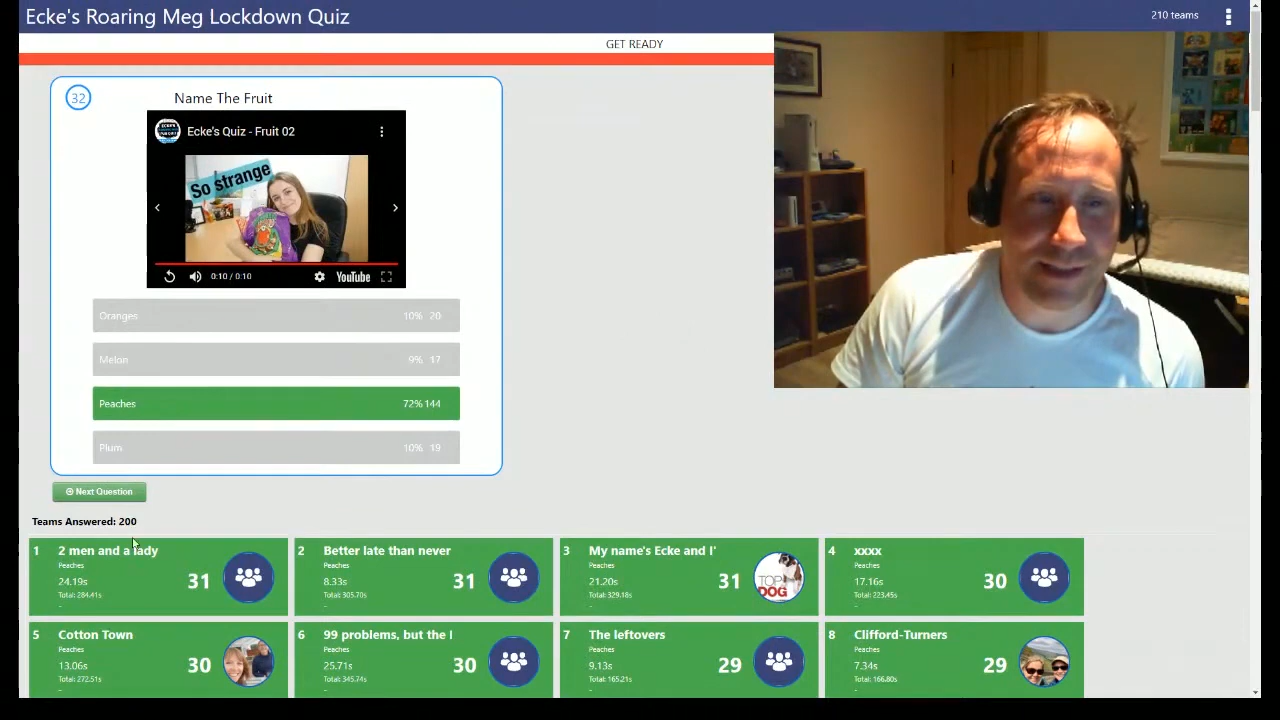 Ecke's Roaring Meg Lockdown Quiz
210 teams
GET READY
32
Name The Fruit
Ecke's Quiz - Fruit 02
So strange
0:10 / 0:10
YouTube
Oranges 10% 20
Melon 9% 17
Peaches 72% 144
Plum 10% 19
Next Question
Teams Answered: 200
1 2 men and a lady
Peaches
24.19s
31
Total: 284.41s
-
2 Better late than never
Peaches
8.33s
31
Total: 305.70s
-
3 My name's Ecke and I'
Peaches
21.20s
31
Total: 329.18s
-
TOP
DOG
4 xxxx
Peaches
17.16s
30
Total: 223.45s
-
5 Cotton Town
Peaches
13.06s
30
Total: 272.51s
-
6 99 problems, but the l
Peaches
25.71s
30
Total: 345.74s
-
7 The leftovers
Peaches
9.13s
29
Total: 165.21s
-
8 Clifford-Turners
Peaches
7.34s
29
Total: 166.80s
-